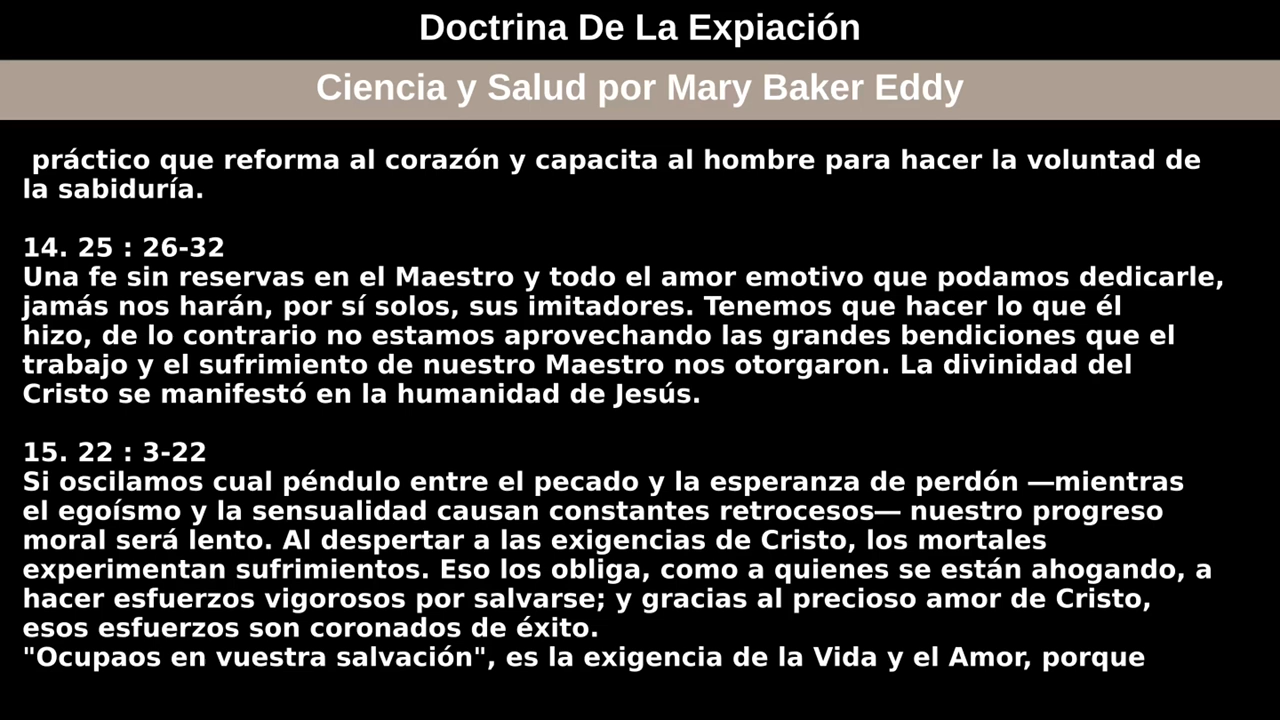 Doctrina De La Expiación
Ciencia y Salud por Mary Baker Eddy
práctico que reforma al corazón y capacita al hombre para hacer la voluntad de
la sabiduría.
14. 25 : 26-32
Una fe sin reservas en el Maestro y todo el amor emotivo que podamos dedicarle,
jamás nos harán, por sí solos, sus imitadores. Tenemos que hacer lo que él
hizo, de lo contrario no estamos aprovechando las grandes bendiciones que el
trabajo y el sufrimiento de nuestro Maestro nos otorgaron. La divinidad del
Cristo se manifestó en la humanidad de Jesús.
15. 22 : 3-22
Si oscilamos cual péndulo entre el pecado y la esperanza de perdón —mientras
el egoísmo y la sensualidad causan constantes retrocesos— nuestro progreso
moral será lento. Al despertar a las exigencias de Cristo, los mortales
experimentan sufrimientos. Eso los obliga, como a quienes se están ahogando, a
hacer esfuerzos vigorosos por salvarse; y gracias al precioso amor de Cristo,
esos esfuerzos son coronados de éxito.
"Ocupaos en vuestra salvación", es la exigencia de la Vida y el Amor, porque